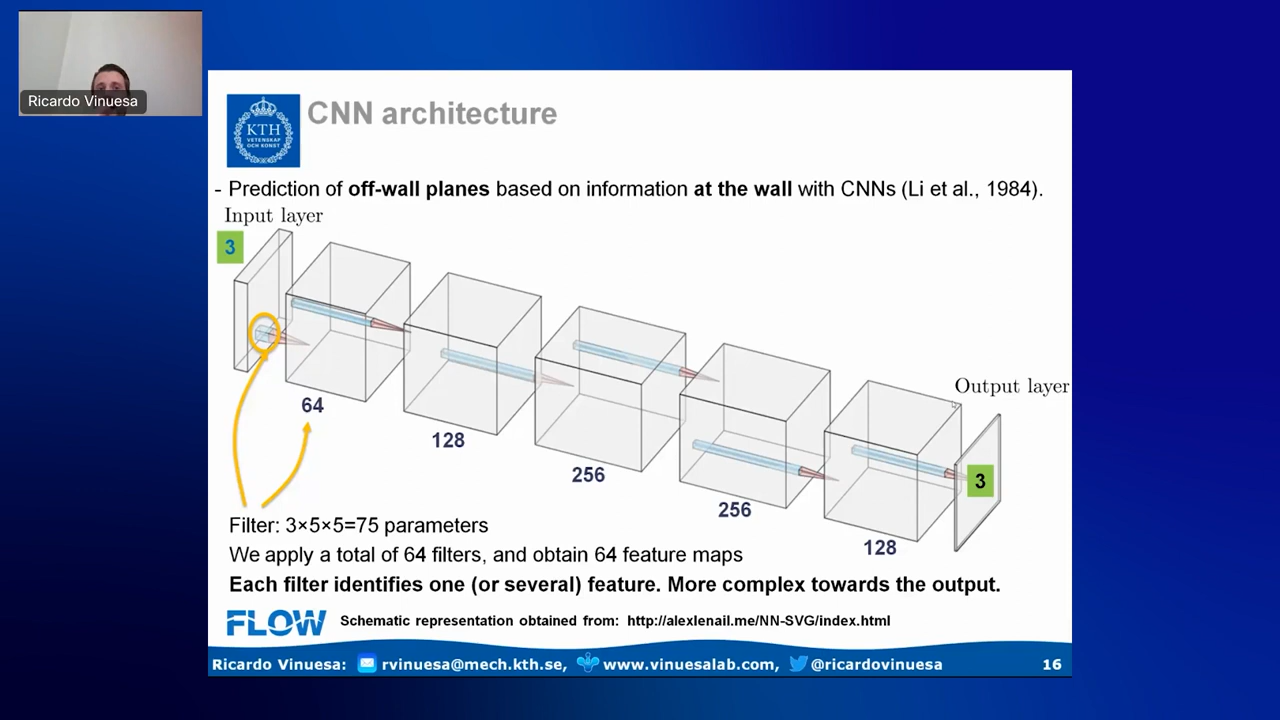 Ricardo Vinuesa
KTH
VETENSKAP
OCH KONST
CNN architecture
- Prediction of off-wall planes based on information at the wall with CNNs (Li et al., 1984).
Input layer
3
64
128
256
256
128
Output layer
3
Filter: 3×5×5=75 parameters
We apply a total of 64 filters, and obtain 64 feature maps
Each filter identifies one (or several) feature. More complex towards the output.
FLOW
Schematic representation obtained from: http://alexlenail.me/NN-SVG/index.html
Ricardo Vinuesa: rvinuesa@mech.kth.se, www.vinuesalab.com, @ricardovinuesa 16